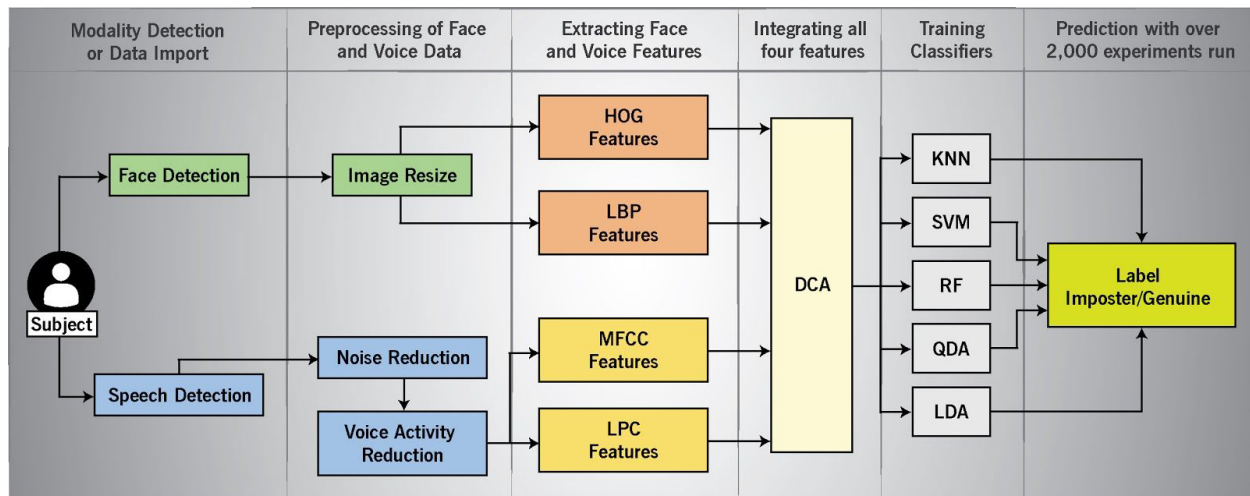 Modality Detection
or Data Import
Preprocessing of Face
and Voice Data
Extracting Face
and Voice Features
Integrating all
four features
Training
Classifiers
Prediction with over
2,000 experiments run
Subject
Face Detection
Speech Detection
Image Resize
Noise Reduction
Voice Activity
Reduction
HOG
Features
LBP
Features
MFCC
Features
LPC
Features
DCA
KNN
SVM
RF
QDA
LDA
Label
Imposter/Genuine